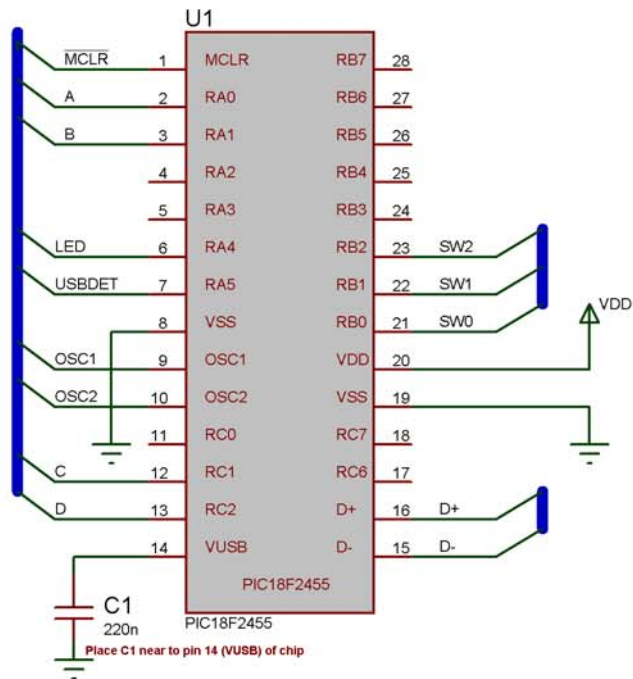 U1
MCLR 1 MCLR RB7 28
A 2 RA0 RB6 27
B 3 RA1 RB5 26
4 RA2 RB4 25
5 RA3 RB3 24
LED 6 RA4 RB2 23 SW2
USBDET 7 RA5 RB1 22 SW1
8 VSS RB0 21 SW0
VDD
OSC1 9 OSC1 VDD 20
OSC2 10 OSC2 VSS 19
11 RC0 RC7 18
C 12 RC1 RC6 17
D 13 RC2 D+ 16 D+
14 VUSB D- 15 D-
PIC18F2455
C1
PIC18F2455
220n
Place C1 near to pin 14 (VUSB) of chip